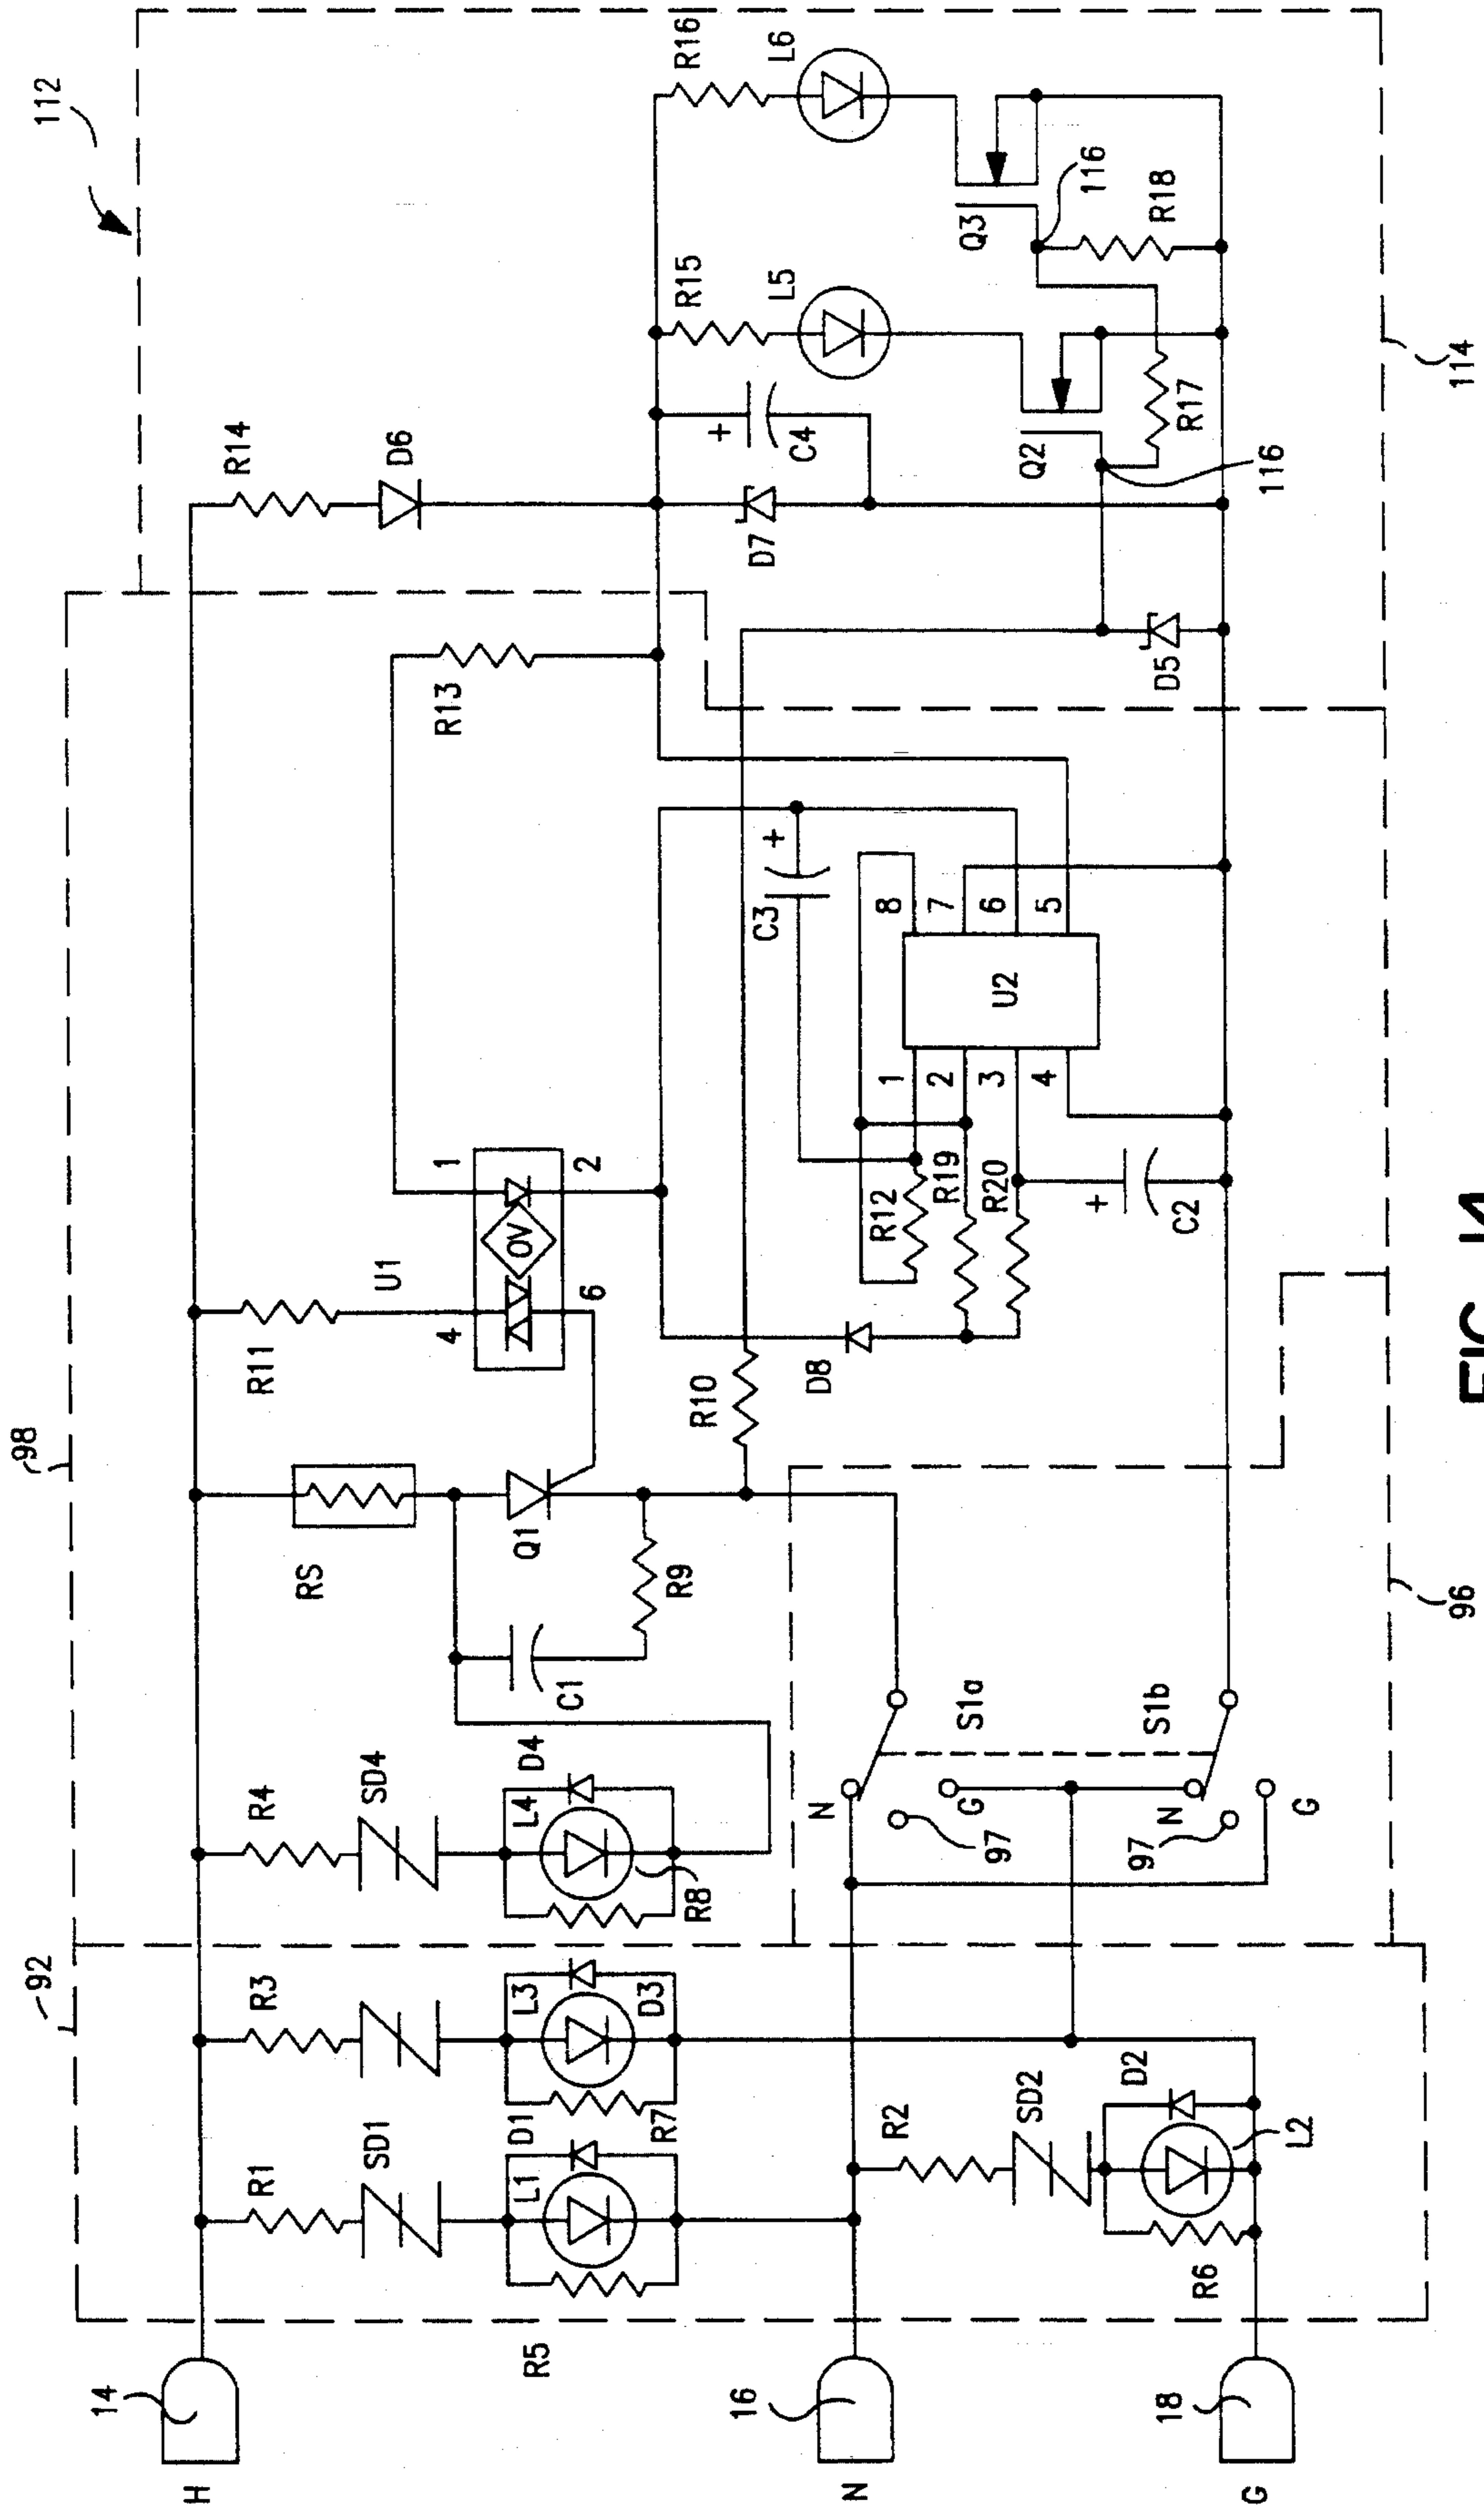 112
98
92
R16
L6
R14
D6
R15
L5
116
Q3
R18
C4
+
D7
Q2
R17
116
114
R13
D5
+
C3
8
7
6
5
U2
1
2
3
4
R12
R19
R20
+
C2
1
2
0V
U1
4
6
R11
D8
R10
RS
Q1
R9
C1
96
S1a
S1b
N
G
97
N
G
97
R4
SD4
D4
L4
R8
R3
L3
D3
R1
SD1
D1
L1
R7
R2
SD2
D2
L2
R6
R5
14
H
16
N
18
G